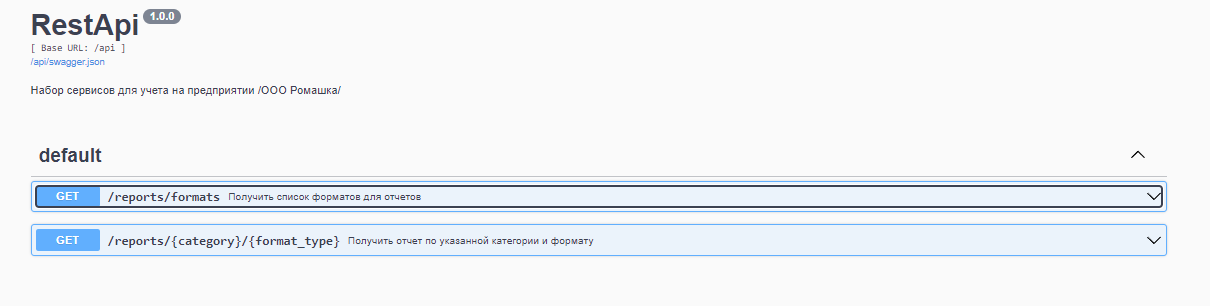 RestApi 1.0.0
[ Base URL: /api ]
/api/swagger.json
Набор сервисов для учета на предприятии /ООО Ромашка/
default
GET /reports/formats Получить список форматов для отчетов
GET /reports/{category}/{format_type} Получить отчет по указанной категории и формату